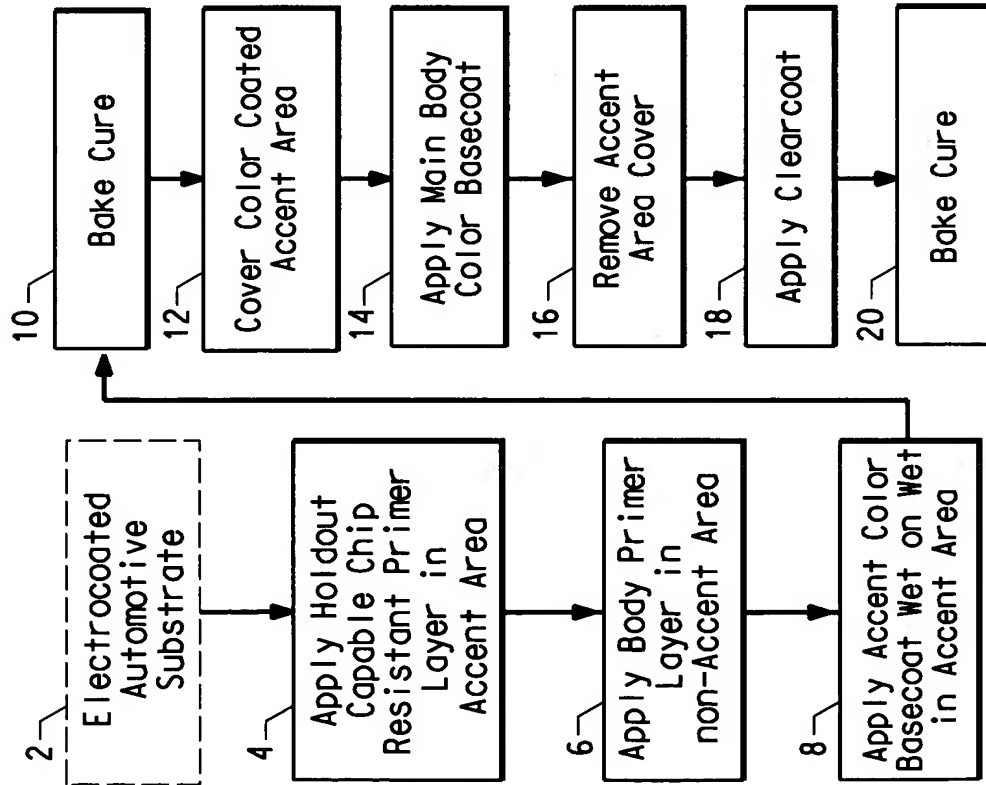 2
Electrocoated
Automotive
Substrate
4
Apply Holdout
Capable Chip
Resistant Primer
Layer in
Accent Area
6
Apply Body Primer
Layer in
non-Accent Area
8
Apply Accent Color
Basecoat Wet on Wet
in Accent Area
10
Bake Cure
12
Cover Color Coated
Accent Area
14
Apply Main Body
Color Basecoat
16
Remove Accent
Area Cover
18
Apply Clearcoat
20
Bake Cure